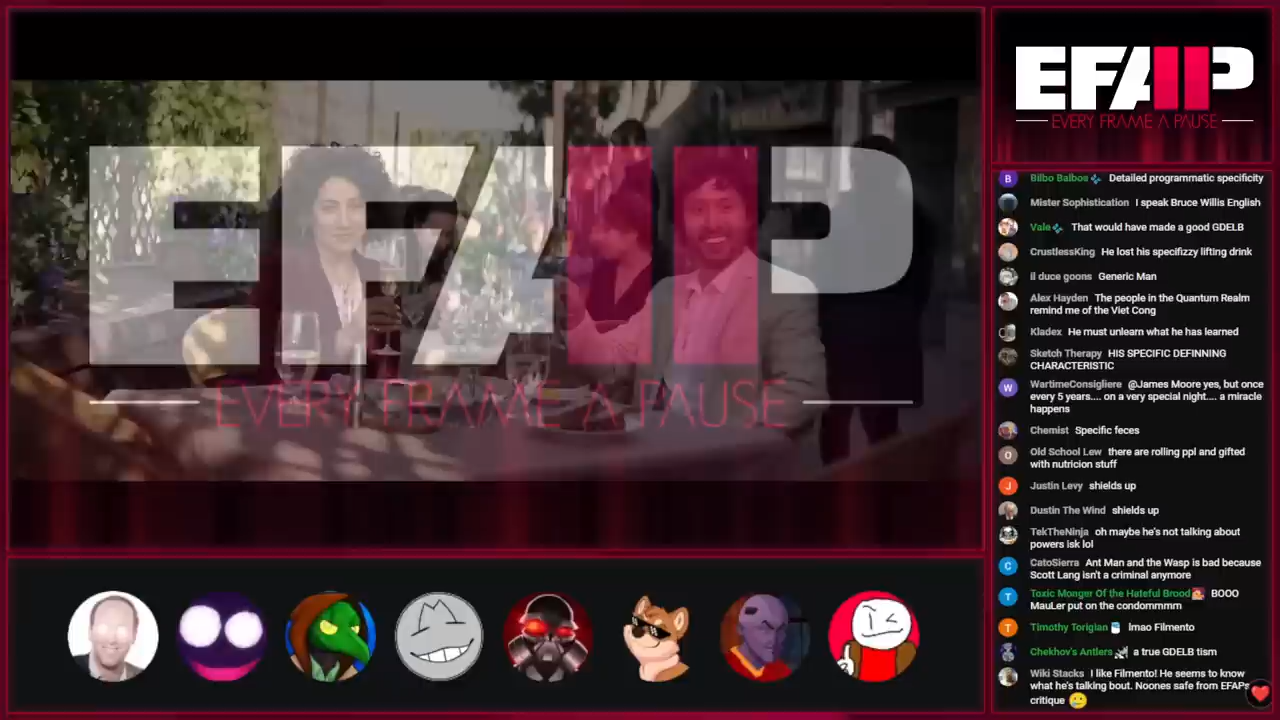 EFAP
EVERY FRAME A PAUSE
EFAP
EVERY FRAME A PAUSE
B Bilbo Balbos Detailed programmatic specificity
Mister Sophistication I speak Bruce Willis English
Vale That would have made a good GDELB
CrustlessKing He lost his specifizzy lifting drink
il duce goons Generic Man
Alex Hayden The people in the Quantum Realm
remind me of the Viet Cong
Kladex He must unlearn what he has learned
Sketch Therapy HIS SPECIFIC DEFINNING
CHARACTERISTIC
W WartimeConsigliere @James Moore yes, but once
every 5 years.... on a very special night.... a miracle
happens
Chemist Specific feces
O Old School Lew there are rolling ppl and gifted
with nutricion stuff
J Justin Levy shields up
Dustin The Wind shields up
TekTheNinja oh maybe he's not talking about
powers isk lol
C CatoSierra Ant Man and the Wasp is bad because
Scott Lang isn't a criminal anymore
T Toxic Monger Of the Hateful Brood BOOO
MauLer put on the condommmm
T Timothy Torigian lmao Filmento
Chekhov's Antlers a true GDELB tism
Wiki Stacks I like Filmento! He seems to know
what he's talking bout. Noones safe from EFAPs
critique